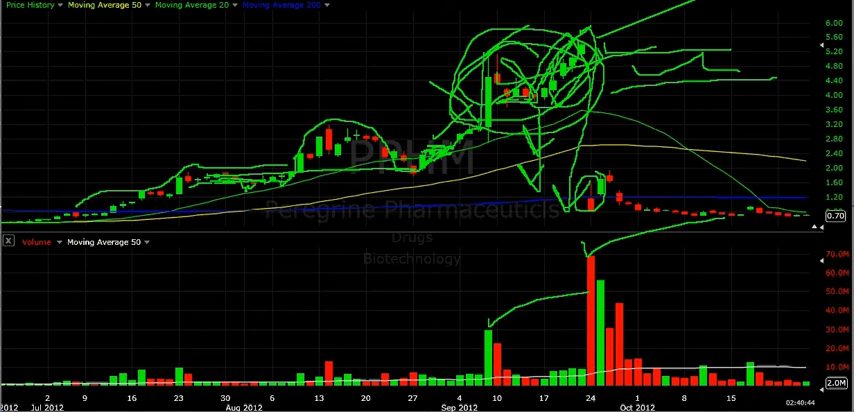 Price History Moving Average 50 Moving Average 20 Moving Average 200
6.00
5.60
5.20
4.80
4.40
4.00
3.60
3.20
2.80
2.40
2.00
1.60
1.20
0.70
PPHM
Peregrine Pharmaceuticls
Drugs
Biotechnology
X Volume Moving Average 50
70.0M
60.0M
50.0M
40.0M
30.0M
20.0M
10.0M
2.0M
2 9 16 23 30 6 13 20 27 4 10 17 24 1 8 15
2012 Jul 2012 Aug 2012 Sep 2012 Oct 2012 02:40:44